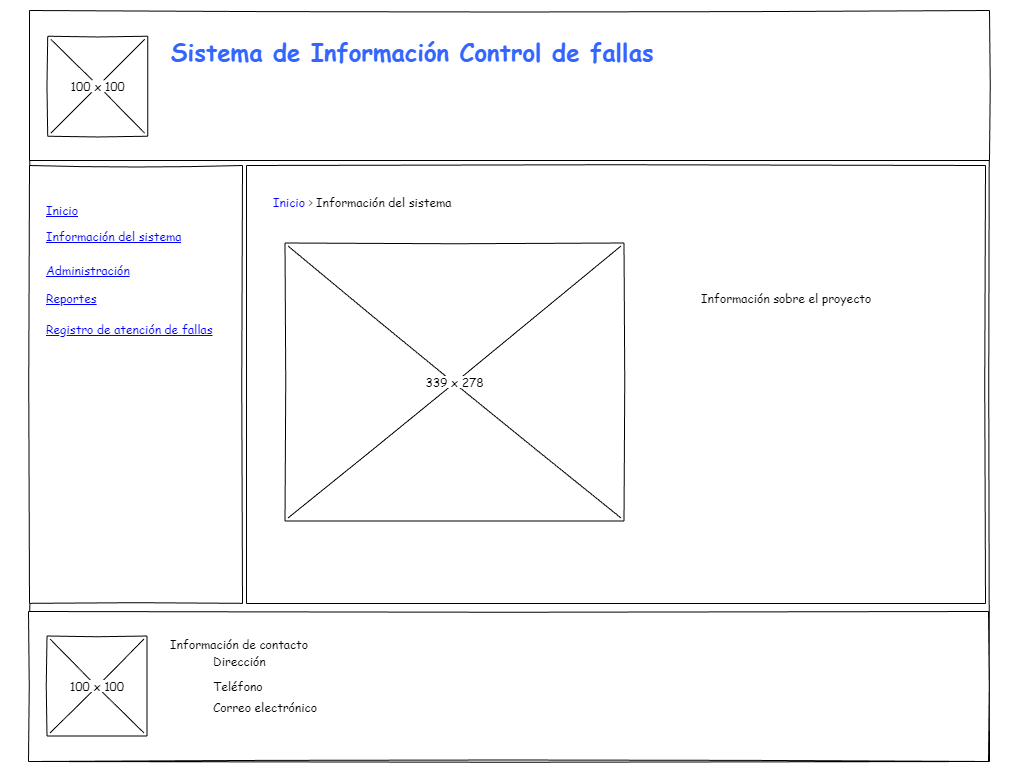 Sistema de Información Control de fallas
100 x 100
Inicio
Información del sistema
Administración
Reportes
Registro de atención de fallas
Inicio > Información del sistema
339 x 278
Información sobre el proyecto
100 x 100
Información de contacto
Dirección
Teléfono
Correo electrónico